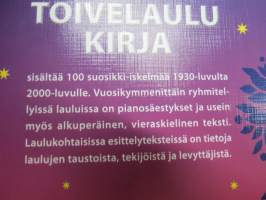 TOIVELAULU
KIRJA
sisältää 100 suosikki-iskelmää 1930-luvulta
2000-luvulle. Vuosikymmenittäin ryhmitel-
lyissä lauluissa on pianosäestykset ja usein
myös alkuperäinen, vieraskielinen teksti.
Laulukohtaisissa esittelyteksteissä on tietoja
laulujen taustoista, tekijöistä ja levyttäjistä.